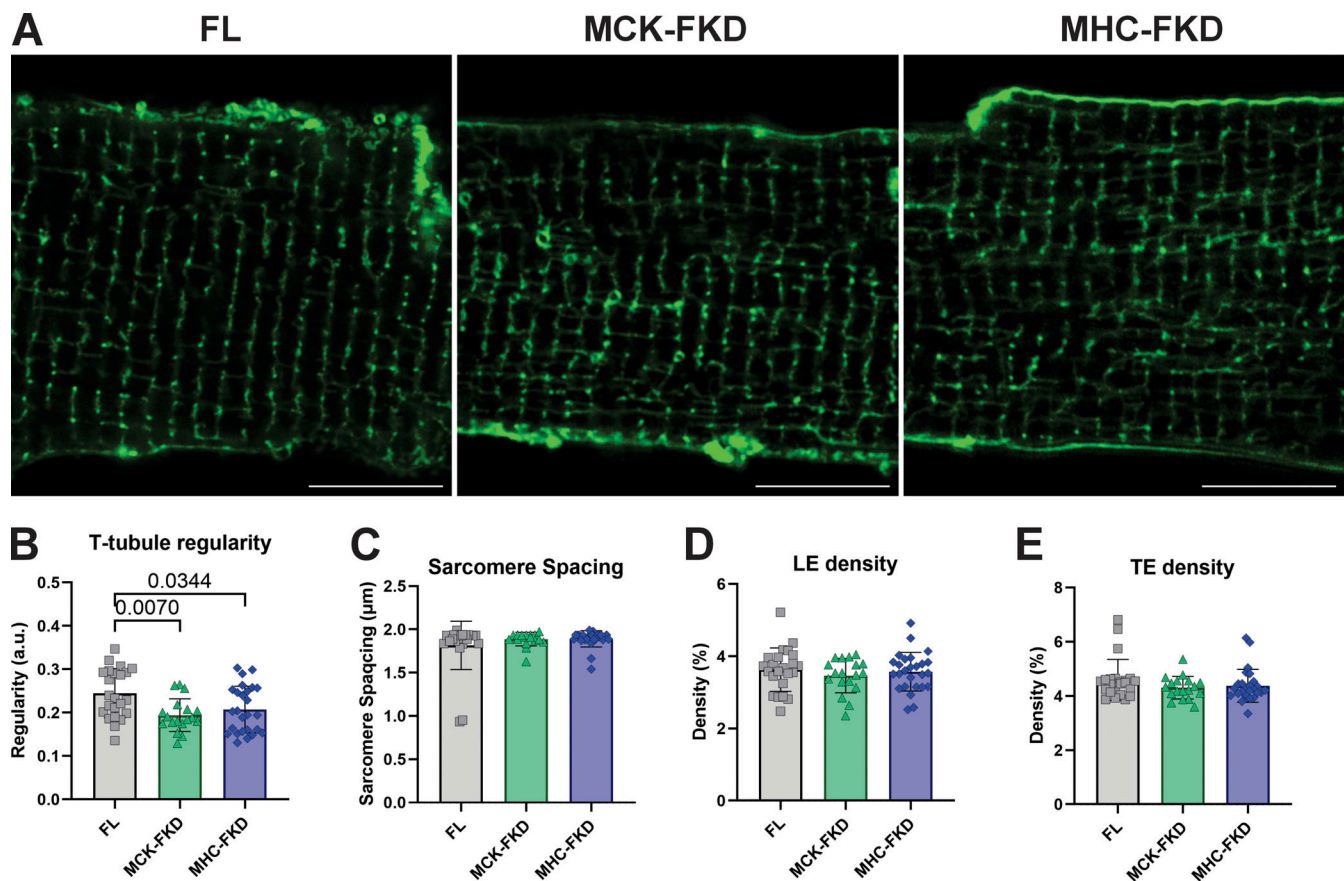 A
FL
MCK-FKD
MHC-FKD
B
T-tubule regularity
0.0344
0.0070
Regularity (a.u.)
0.5
0.4
0.3
0.2
0.1
0.0
FL
MCK-FKD
MHC-FKD
C
Sarcomere Spacing
Sarcomere Spaqcing (µm)
2.5
2.0
1.5
1.0
0.5
0.0
FL
MCK-FKD
MHC-FKD
D
LE density
Density (%)
6
4
2
0
FL
MCK-FKD
MHC-FKD
E
TE density
Density (%)
8
6
4
2
0
FL
MCK-FKD
MHC-FKD